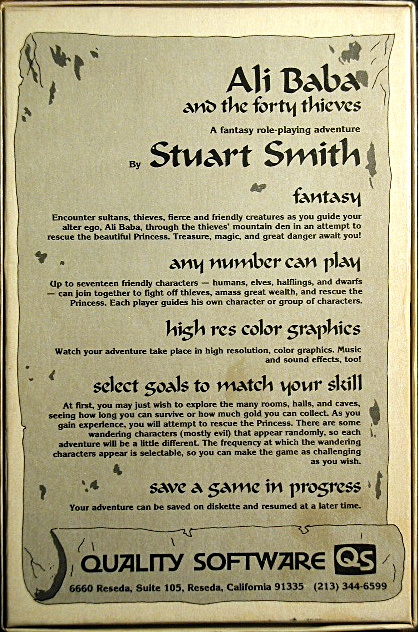 Ali Baba
and the forty thieves
A fantasy role-playing adventure
By Stuart Smith
fantasy
Encounter sultans, thieves, fierce and friendly creatures as you guide your
alter ego, Ali Baba, through the thieves' mountain den in an attempt to
rescue the beautiful Princess. Treasure, magic, and great danger await you!
any number can play
Up to seventeen friendly characters — humans, elves, halflings, and dwarfs
— can join together to fight off thieves, amass great wealth, and rescue the
Princess. Each player guides his own character or group of characters.
high res color graphics
Watch your adventure take place in high resolution, color graphics. Music
and sound effects, too!
select goals to match your skill
At first, you may just wish to explore the many rooms, halls, and caves,
seeing how long you can survive or how much gold you can collect. As you
gain experience, you will attempt to rescue the Princess. There are some
wandering characters (mostly evil) that appear randomly, so each
adventure will be a little different. The frequency at which the wandering
characters appear is selectable, so you can make the game as challenging
as you wish.
save a game in progress
Your adventure can be saved on diskette and resumed at a later time.
QUALITY SOFTWARE QS
6660 Reseda, Suite 105, Reseda, California 91335 (213) 344-6599